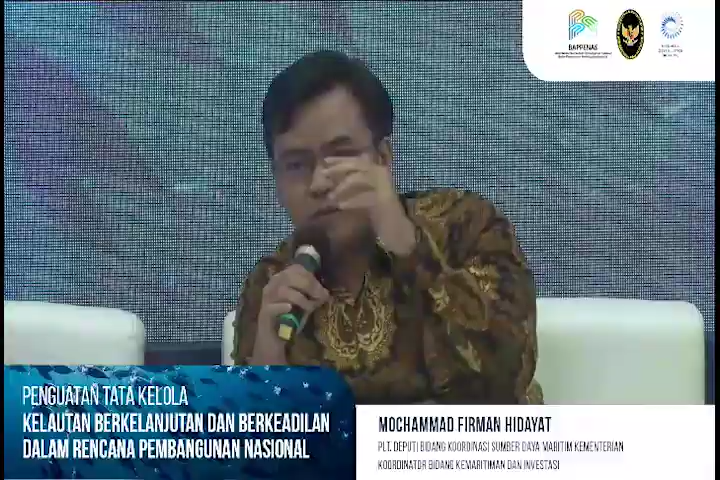 BAPPENAS
PENGUATAN TATA KELOLA
KELAUTAN BERKELANJUTAN DAN BERKEADILAN
DALAM RENCANA PEMBANGUNAN NASIONAL
MOCHAMMAD FIRMAN HIDAYAT
PLT. DEPUTI BIDANG KOORDINASI SUMBER DAYA MARITIM KEMENTERIAN
KOORDINATOR BIDANG KEMARITIMAN DAN INVESTASI